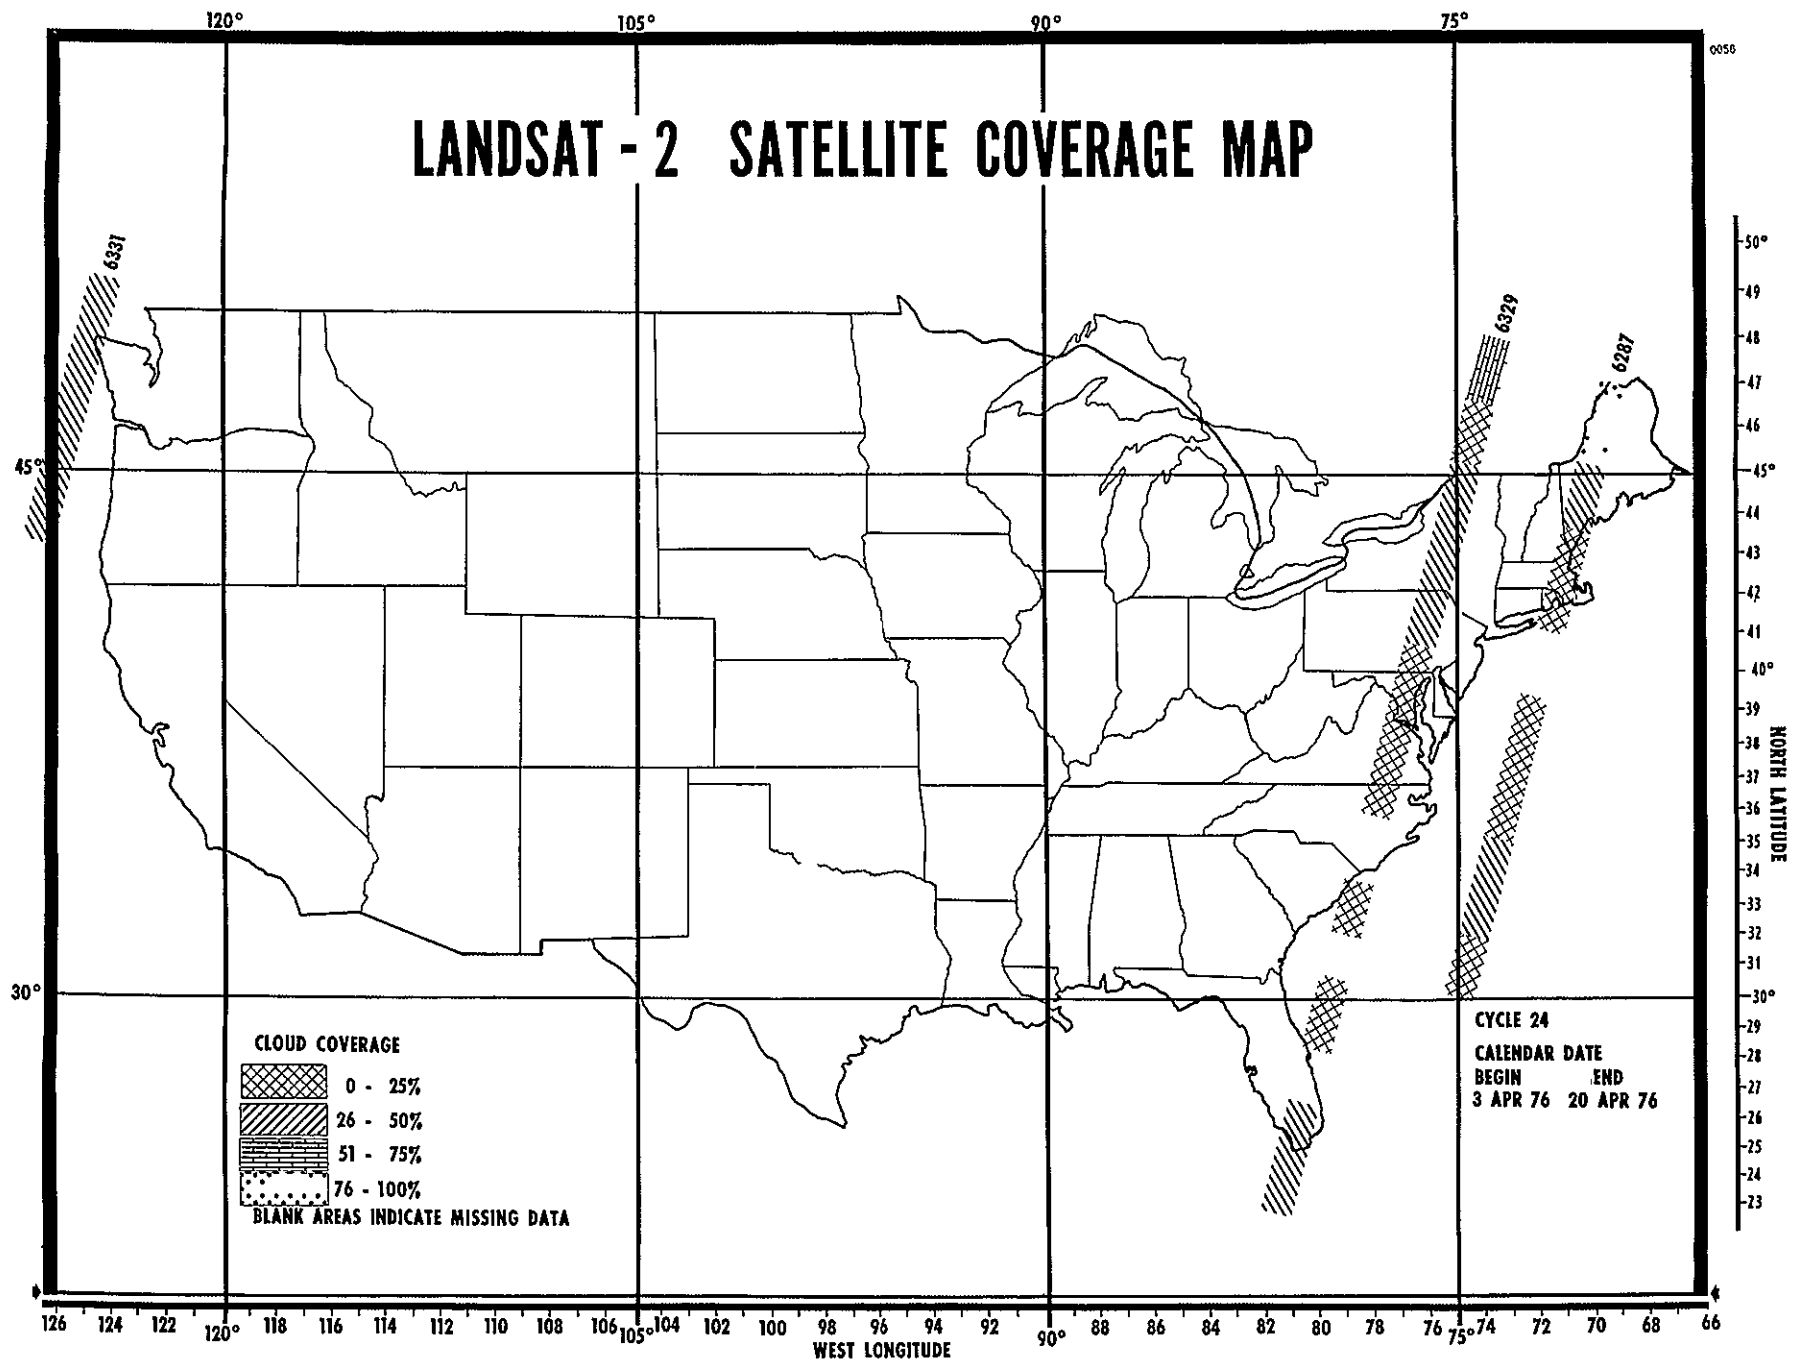 120° 105° 90° 75°
0056
LANDSAT - 2 SATELLITE COVERAGE MAP
6331
6329
6287
50°
49
48
47
46
45° 45°
44
43
42
41
40°
39
38
37
36
35
34
33
32
31
30° 30°
29
28
27
26
25
24
23
NORTH LATITUDE
CYCLE 24
CALENDAR DATE
BEGIN END
3 APR 76 20 APR 76
CLOUD COVERAGE
0 - 25%
26 - 50%
51 - 75%
76 - 100%
BLANK AREAS INDICATE MISSING DATA
126 124 122 120° 118 116 114 112 110 108 106 105° 104 102 100 98 96 94 92 90° 88 86 84 82 80 78 76 75° 74 72 70 68 66
WEST LONGITUDE